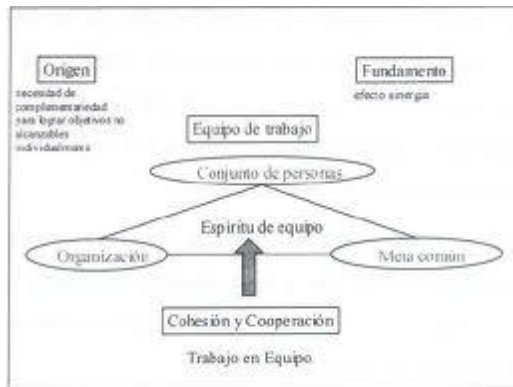 Origen
necesidad de
complementariedad
para lograr objetivos no
alcanzables
individualmente
Fundamento
efecto sinergia
Equipo de trabajo
Conjunto de personas
Espíritu de equipo
Organización
Meta común
Cohesión y Cooperación
Trabajo en Equipo